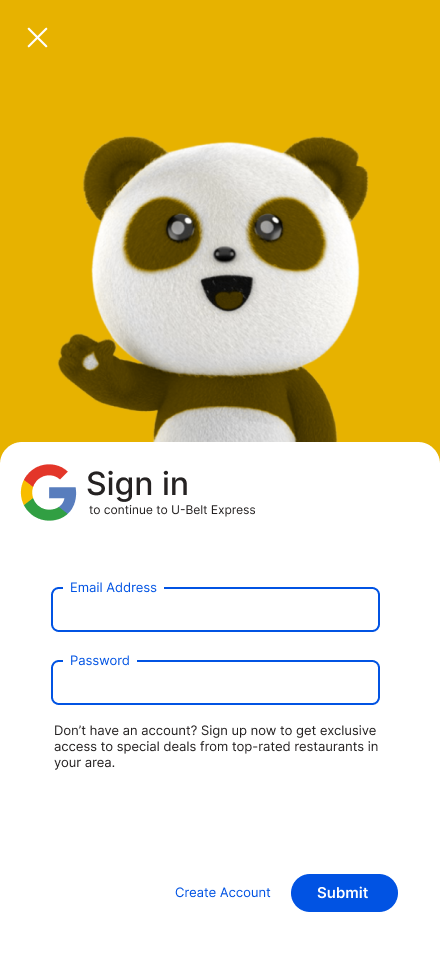 Sign in
to continue to U-Belt Express
Email Address
Password
Don’t have an account? Sign up now to get exclusive
access to special deals from top-rated restaurants in
your area.
Create Account
Submit